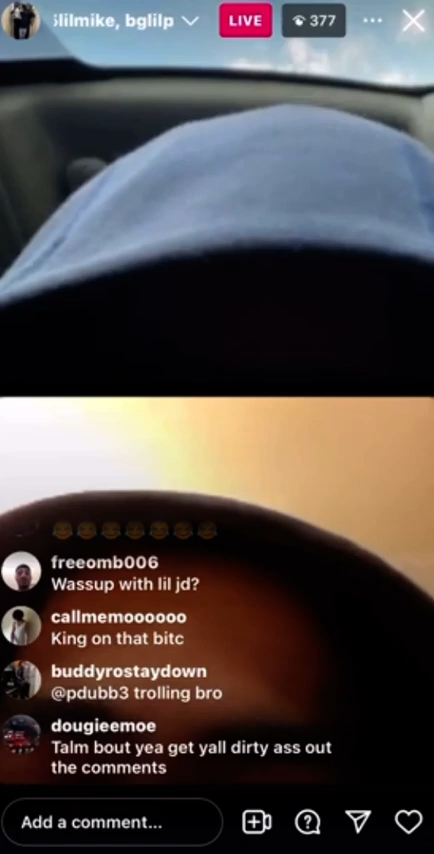 5lilmike, bglilp
LIVE
377
freeomb006
Wassup with lil jd?
callmemoooooo
King on that bitc
buddyrostaydown
@pdubb3 trolling bro
dougieemoe
Talm bout yea get yall dirty ass out
the comments
Add a comment...